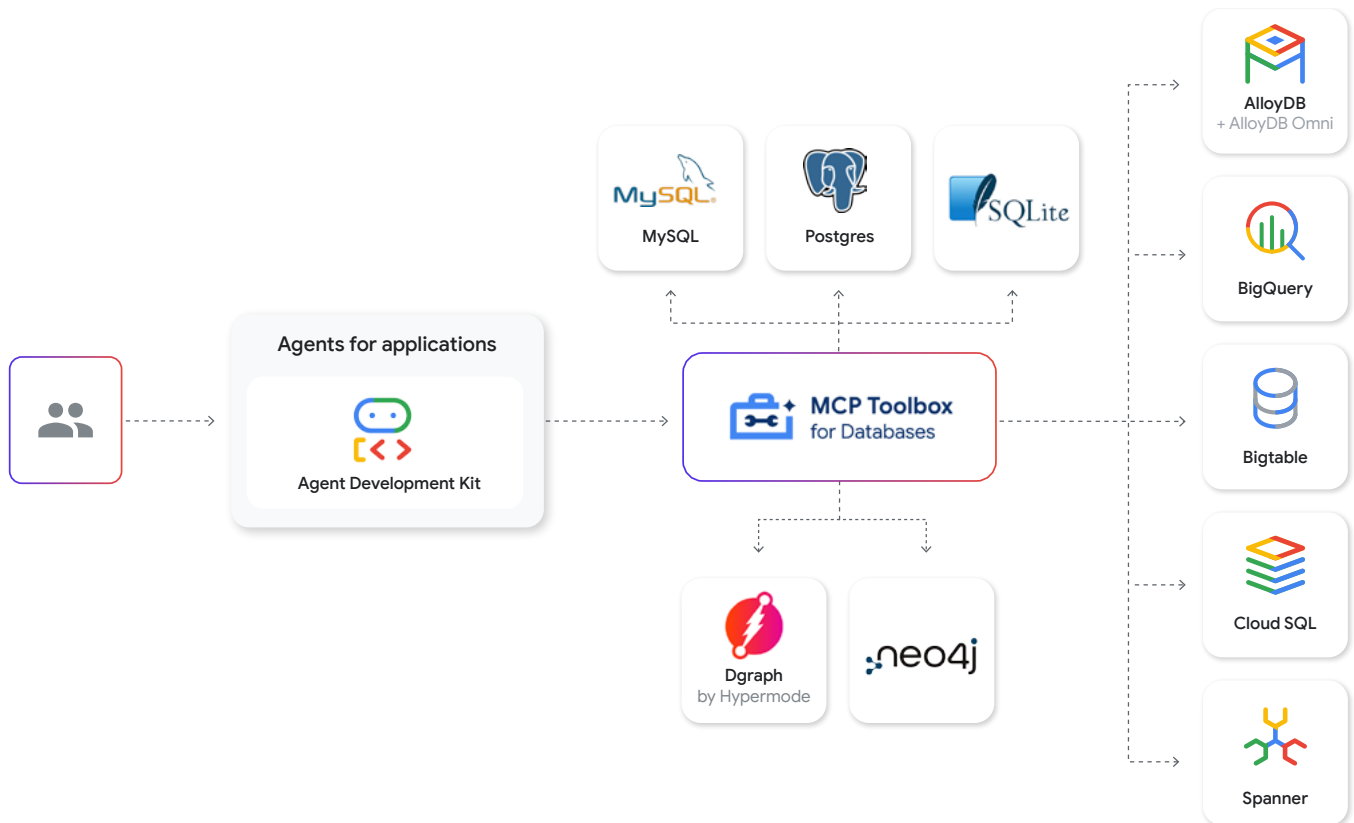 AlloyDB
+ AlloyDB Omni
MySQL®
MySQL
Postgres
SQLite
BigQuery
Agents for applications
Agent Development Kit
MCP Toolbox
for Databases
Bigtable
Cloud SQL
Dgraph
by Hypermode
neo4j
Spanner